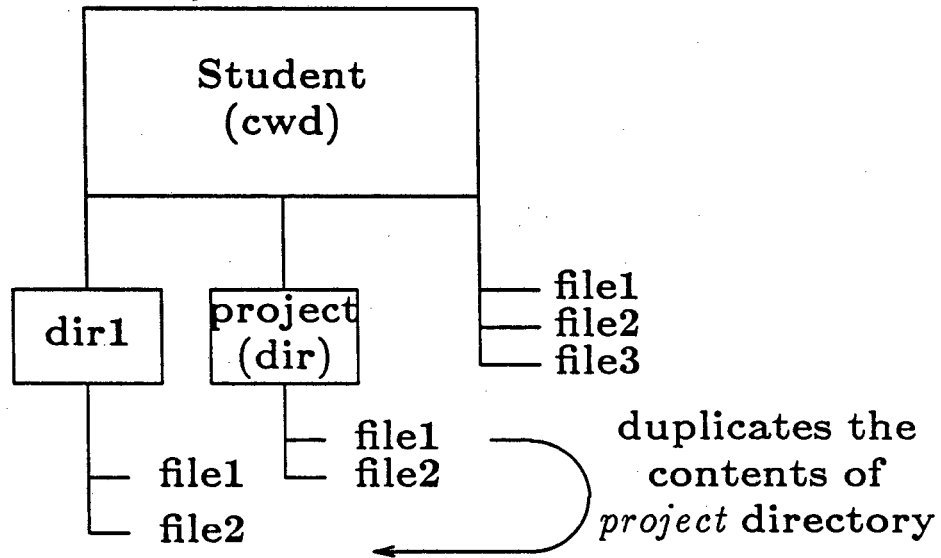 Student
(cwd)
dir1
project
(dir)
file1
file2
file3
file1
file2
file1
file2
duplicates the
contents of
project directory